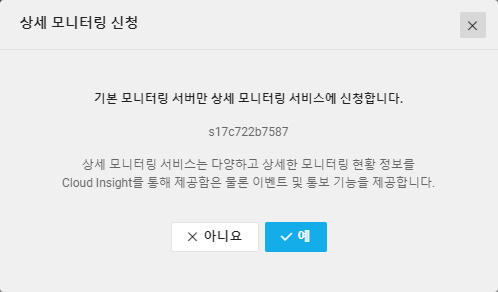 상세 모니터링 신청
기본 모니터링 서버만 상세 모니터링 서비스에 신청합니다.
s17c722b7587
상세 모니터링 서비스는 다양하고 상세한 모니터링 현황 정보를
Cloud Insight를 통해 제공함은 물론 이벤트 및 통보 기능을 제공합니다.
아니요
예